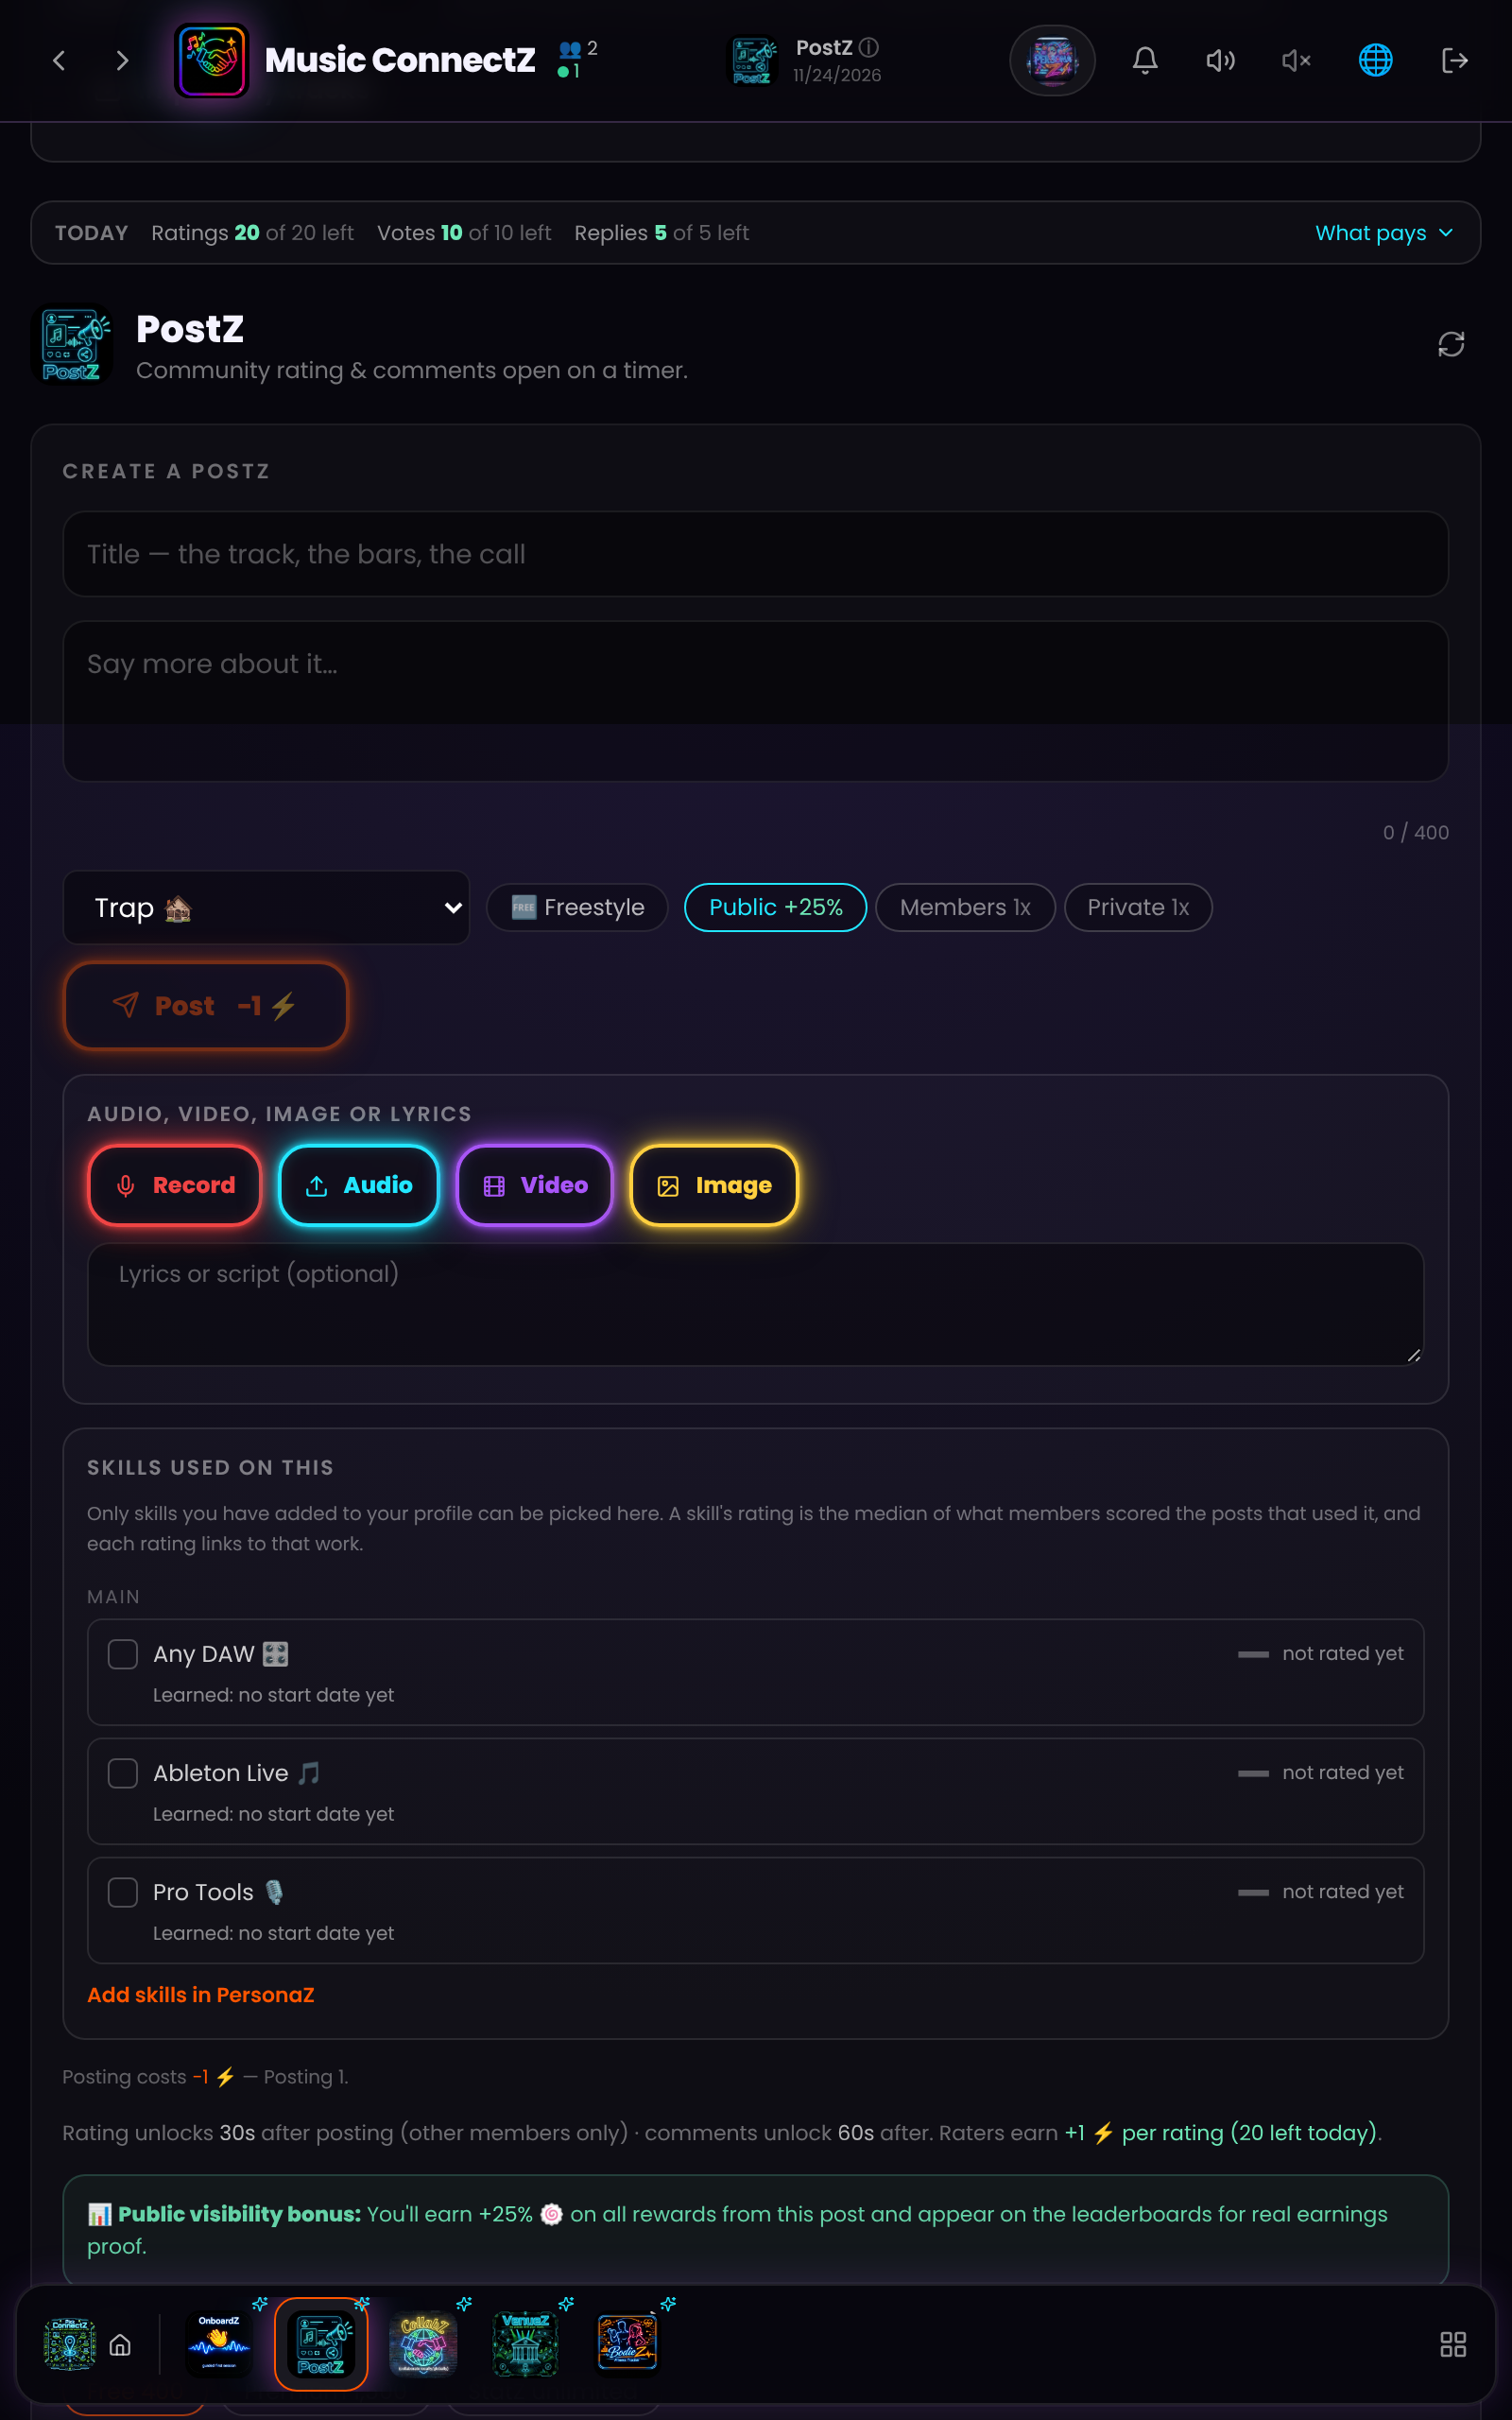 Music ConnectZ
👥 2
1
PostZ
PostZ ⓘ
11/24/2026
TODAY Ratings 20 of 20 left Votes 10 of 10 left Replies 5 of 5 left What pays
PostZ
PostZ
Community rating & comments open on a timer.
CREATE A POSTZ
Title — the track, the bars, the call
Say more about it...
0 / 400
Trap 🏠
🆓 Freestyle
Public +25%
Members 1x
Private 1x
Post -1 ⚡
AUDIO, VIDEO, IMAGE OR LYRICS
Record
Audio
Video
Image
Lyrics or script (optional)
SKILLS USED ON THIS
Only skills you have added to your profile can be picked here. A skill's rating is the median of what members scored the posts that used it, and
each rating links to that work.
MAIN
Any DAW 🎛️ not rated yet
Learned: no start date yet
Ableton Live 🎵 not rated yet
Learned: no start date yet
Pro Tools 🎙️ not rated yet
Learned: no start date yet
Add skills in PersonaZ
Posting costs -1 ⚡ — Posting 1.
Rating unlocks 30s after posting (other members only) · comments unlock 60s after. Raters earn +1 ⚡ per rating (20 left today).
📊 Public visibility bonus: You'll earn +25% 🍥 on all rewards from this post and appear on the leaderboards for real earnings
proof.
ConnectZ
OnboardZ
PostZ
CollabZ
VenueZ
BodieZ